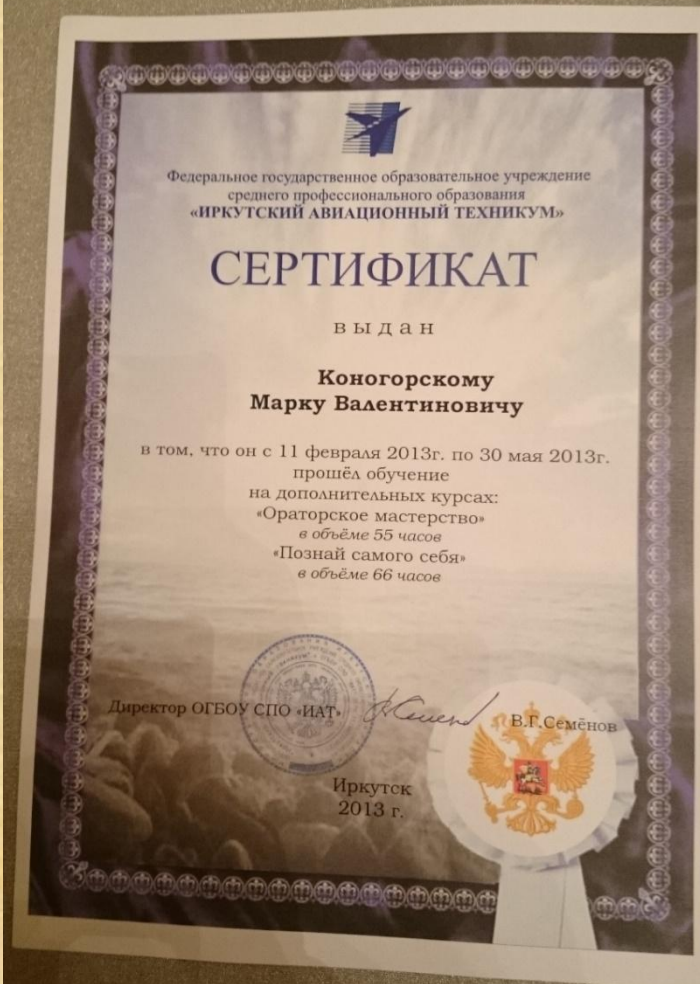 Федеральное государственное образовательное учреждение
среднего профессионального образования
«ИРКУТСКИЙ АВИАЦИОННЫЙ ТЕХНИКУМ»
СЕРТИФИКАТ
выдан
Коногорскому
Марку Валентиновичу
в том, что он с 11 февраля 2013г. по 30 мая 2013г.
прошёл обучение
на дополнительных курсах:
«Ораторское мастерство»
в объёме 55 часов
«Познай самого себя»
в объёме 66 часов
Директор ОГБОУ СПО «ИАТ»
В.Г.Семёнов
Иркутск
2013 г.